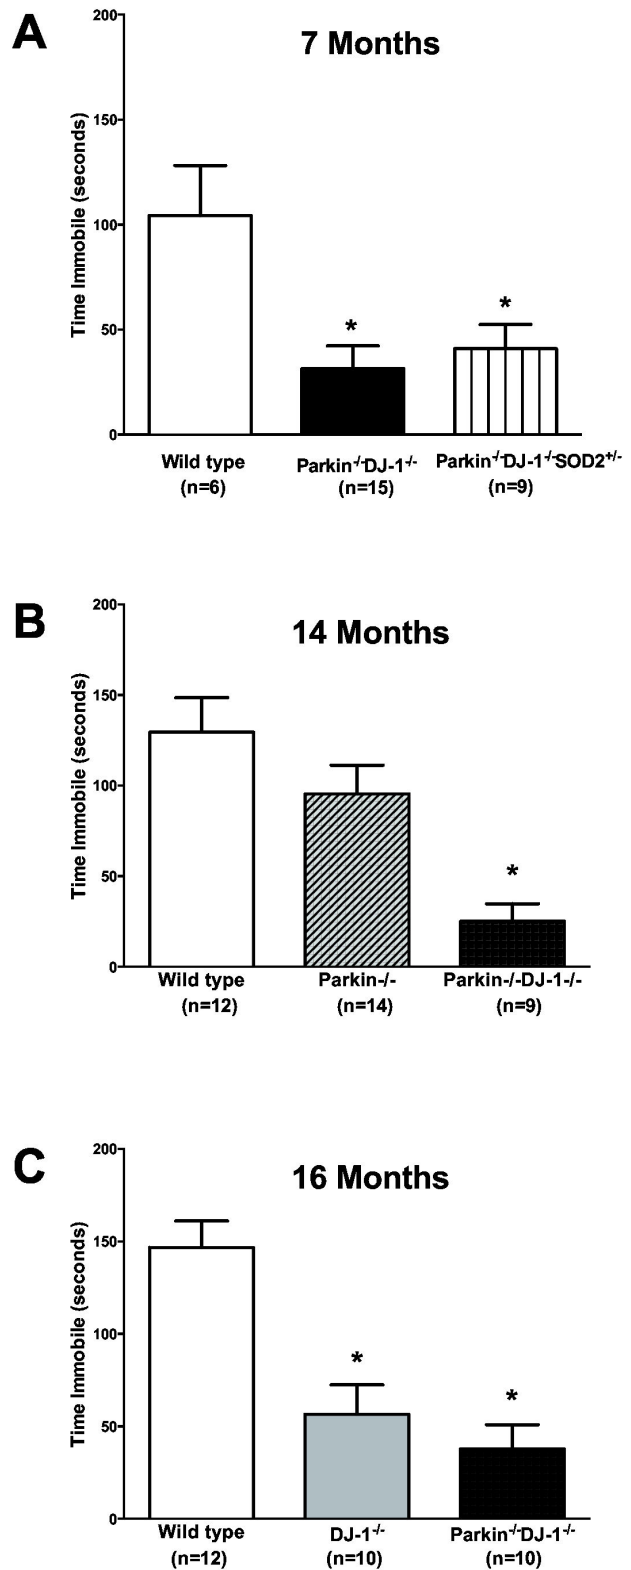 A
7 Months
Time Immobile (seconds)
200
150
100
50
0
Wild type
(n=6)
Parkin-/-DJ-1-/-
(n=15)
Parkin-/-DJ-1-/-SOD2+/-
(n=9)
*
*
B
14 Months
Time Immobile (seconds)
200
150
100
50
0
Wild type
(n=12)
Parkin-/-
(n=14)
Parkin-/-DJ-1-/-
(n=9)
*
C
16 Months
Time Immobile (seconds)
200
150
100
50
0
Wild type
(n=12)
DJ-1-/-
(n=10)
Parkin-/-DJ-1-/-
(n=10)
*
*